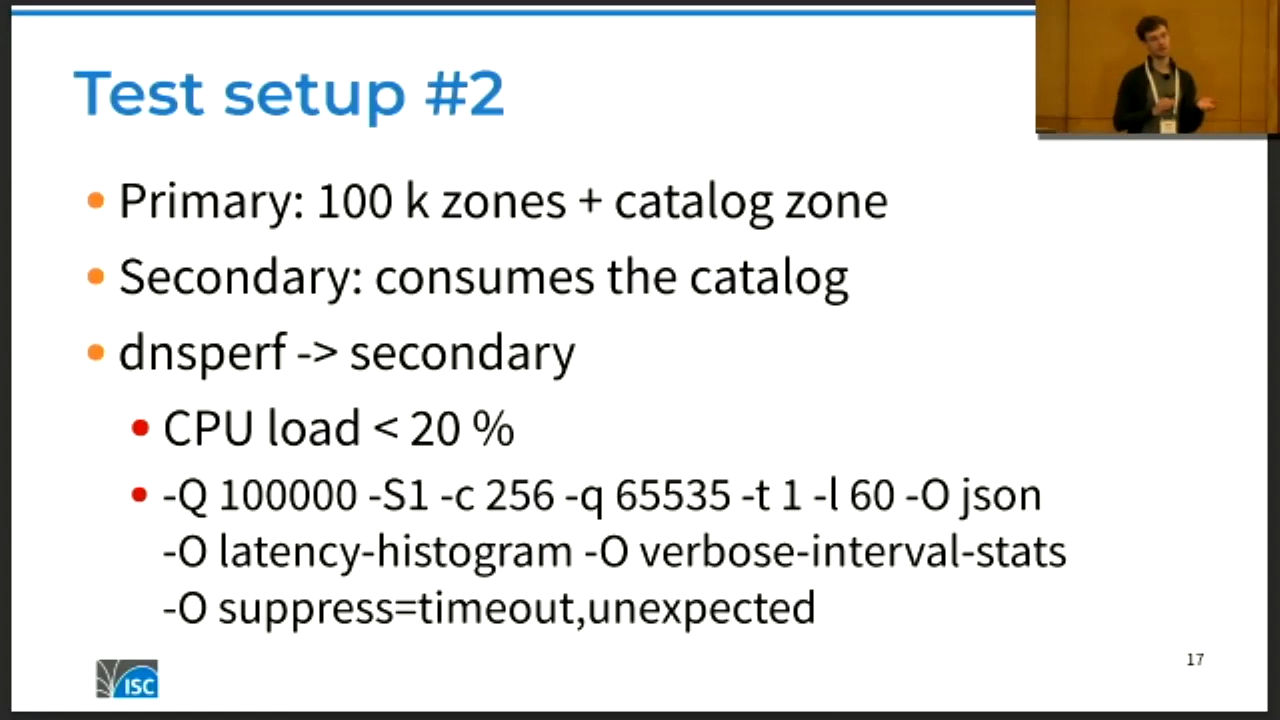 Test setup #2
Primary: 100 k zones + catalog zone
Secondary: consumes the catalog
dnsperf -> secondary
CPU load < 20 %
-Q 100000 -S1 -c 256 -q 65535 -t 1 -l 60 -O json
-O latency-histogram -O verbose-interval-stats
-O suppress=timeout,unexpected
17
ISC